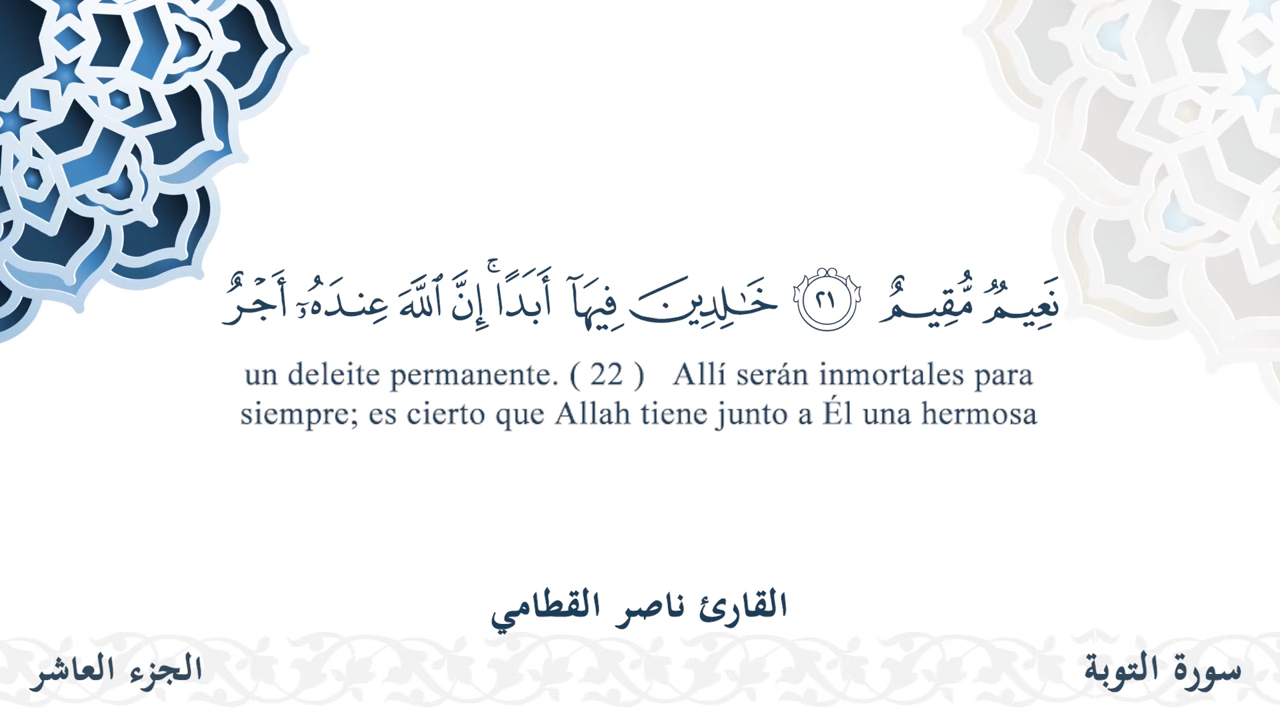 نَعِيمٌ مُّقِيمٌ ٢١ خَـٰلِدِينَ فِيهَآ أَبَدًا ۚ إِنَّ ٱللَّهَ عِندَهُۥٓ أَجْرٌ
un deleite permanente. ( 22 ) Allí serán inmortales para
siempre; es cierto que Allah tiene junto a Él una hermosa
القارئ ناصر القطامي
سورة التوبة
الجزء العاشر